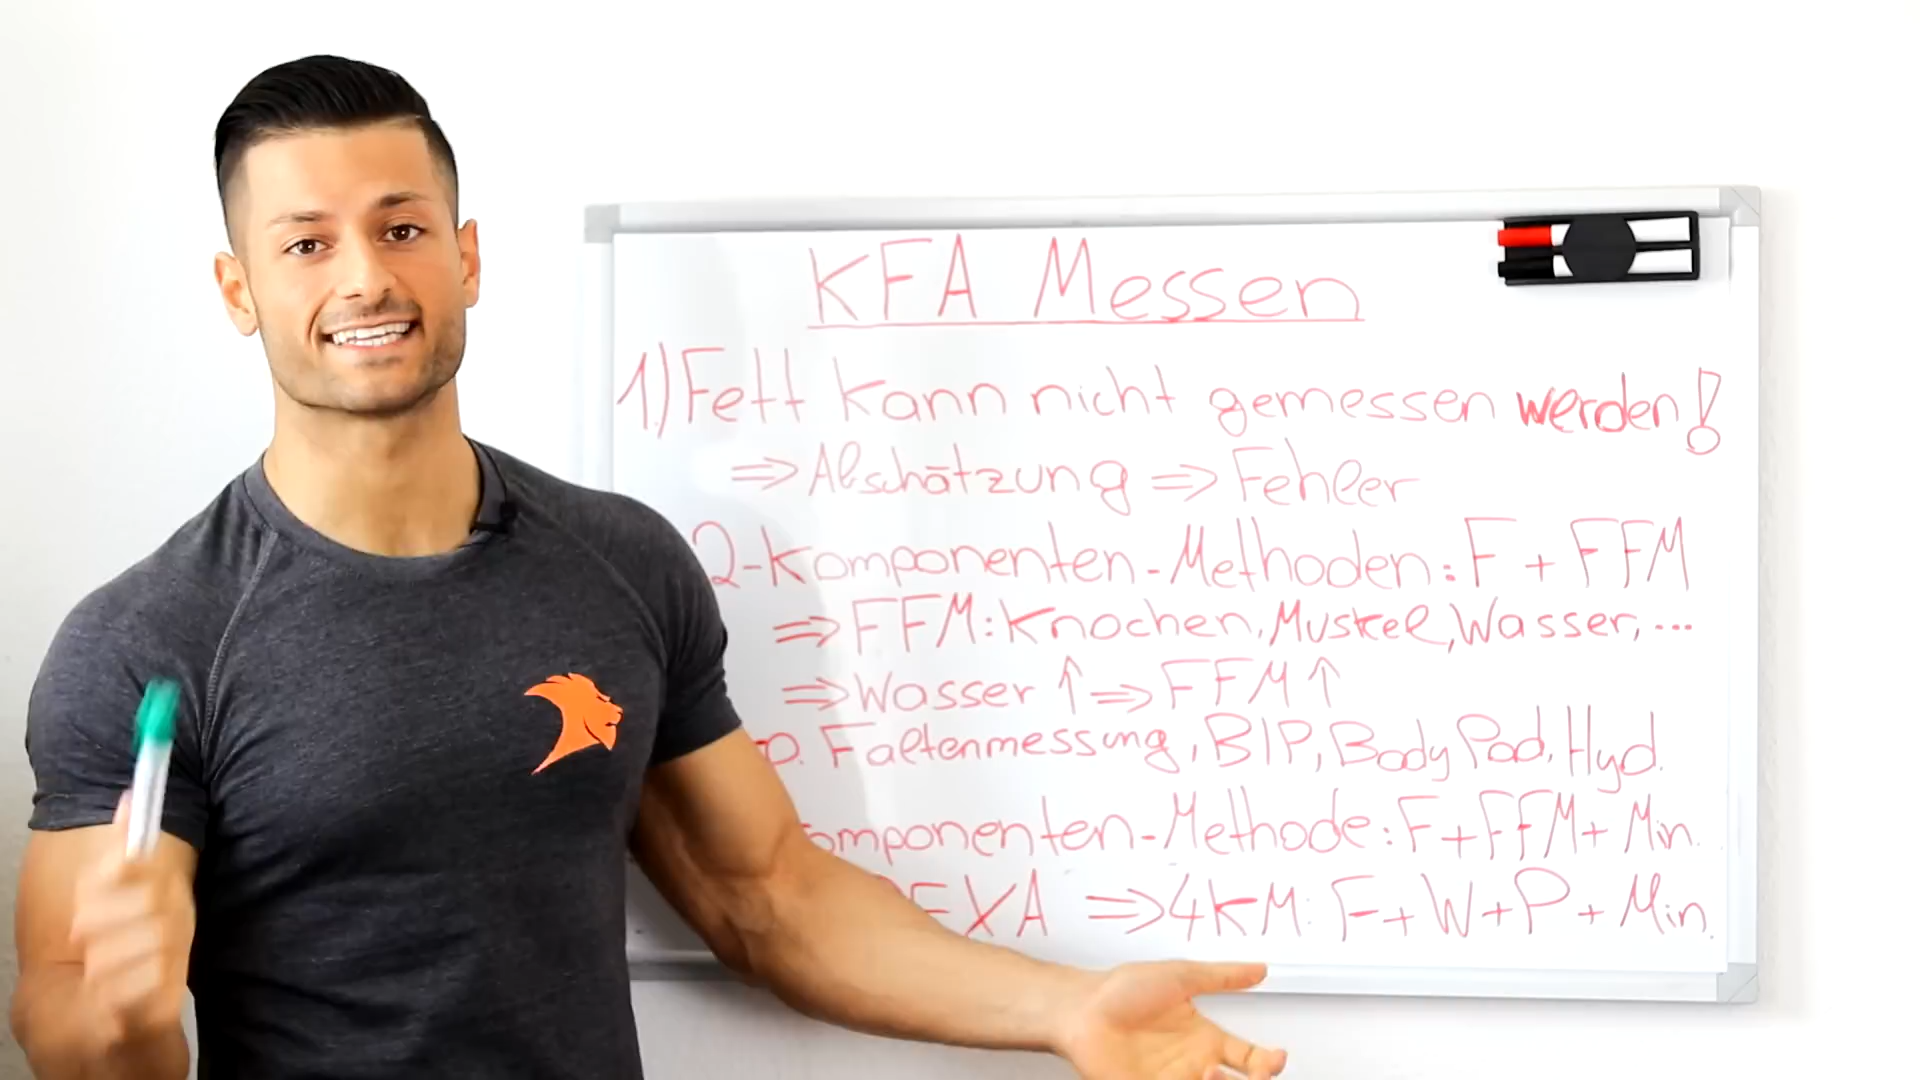 KFA Messen
1.) Fett kann nicht gemessen werden!
⇒ Abschätzung ⇒ Fehler
2-Komponenten-Methoden: F + FFM
⇒ FFM: Knochen, Muskel, Wasser, ...
⇒ Wasser ↑ ⇒ FFM ↑
Faltenmessung, BIP, Body Pod, Hyd.
omponenten-Methode: F + FFM + Min.
EXA ⇒ 4KM: F + W + P + Min.